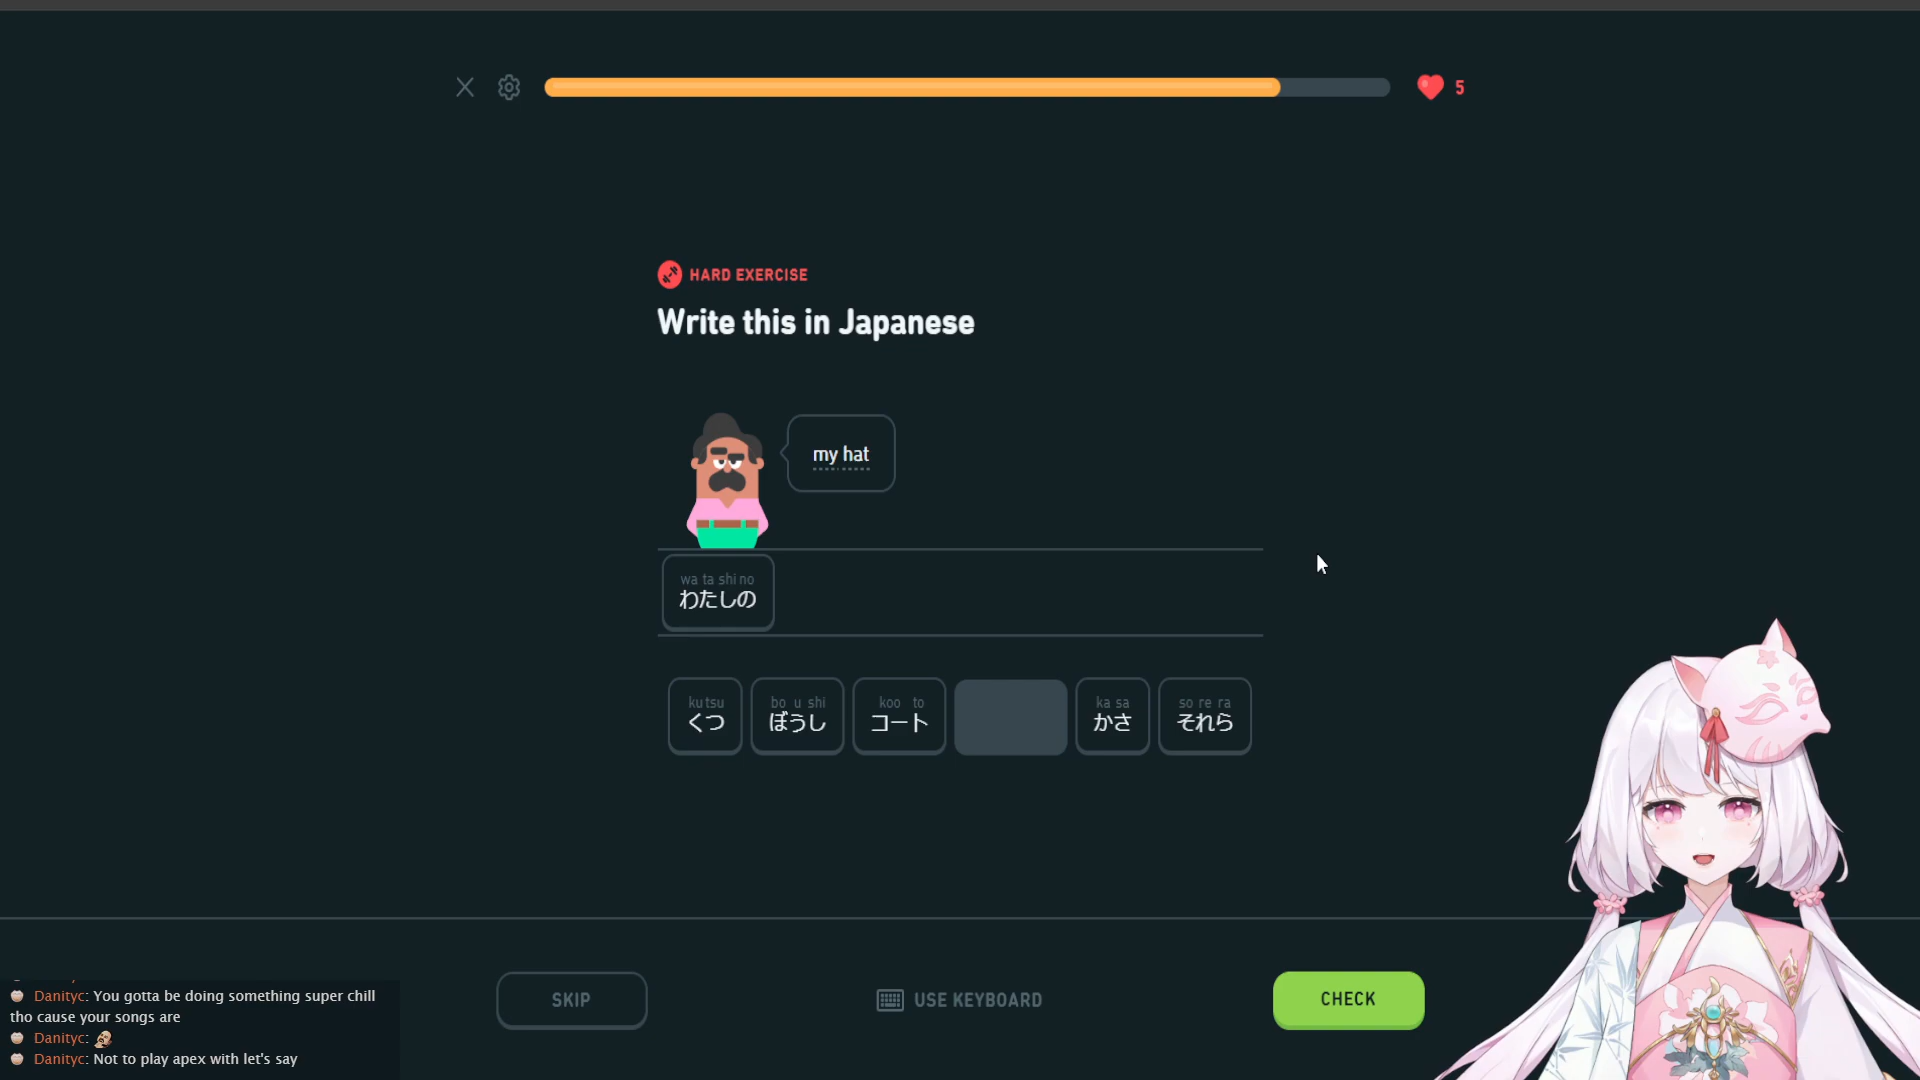 5
HARD EXERCISE
Write this in Japanese
my hat
wa ta shi no
わたしの
ku tsu
くつ
bo u shi
ぼうし
koo to
コート
ka sa
かさ
so re ra
それら
SKIP
USE KEYBOARD
CHECK
Danityc: You gotta be doing something super chill
tho cause your songs are
Danityc:
Danityc: Not to play apex with let's say